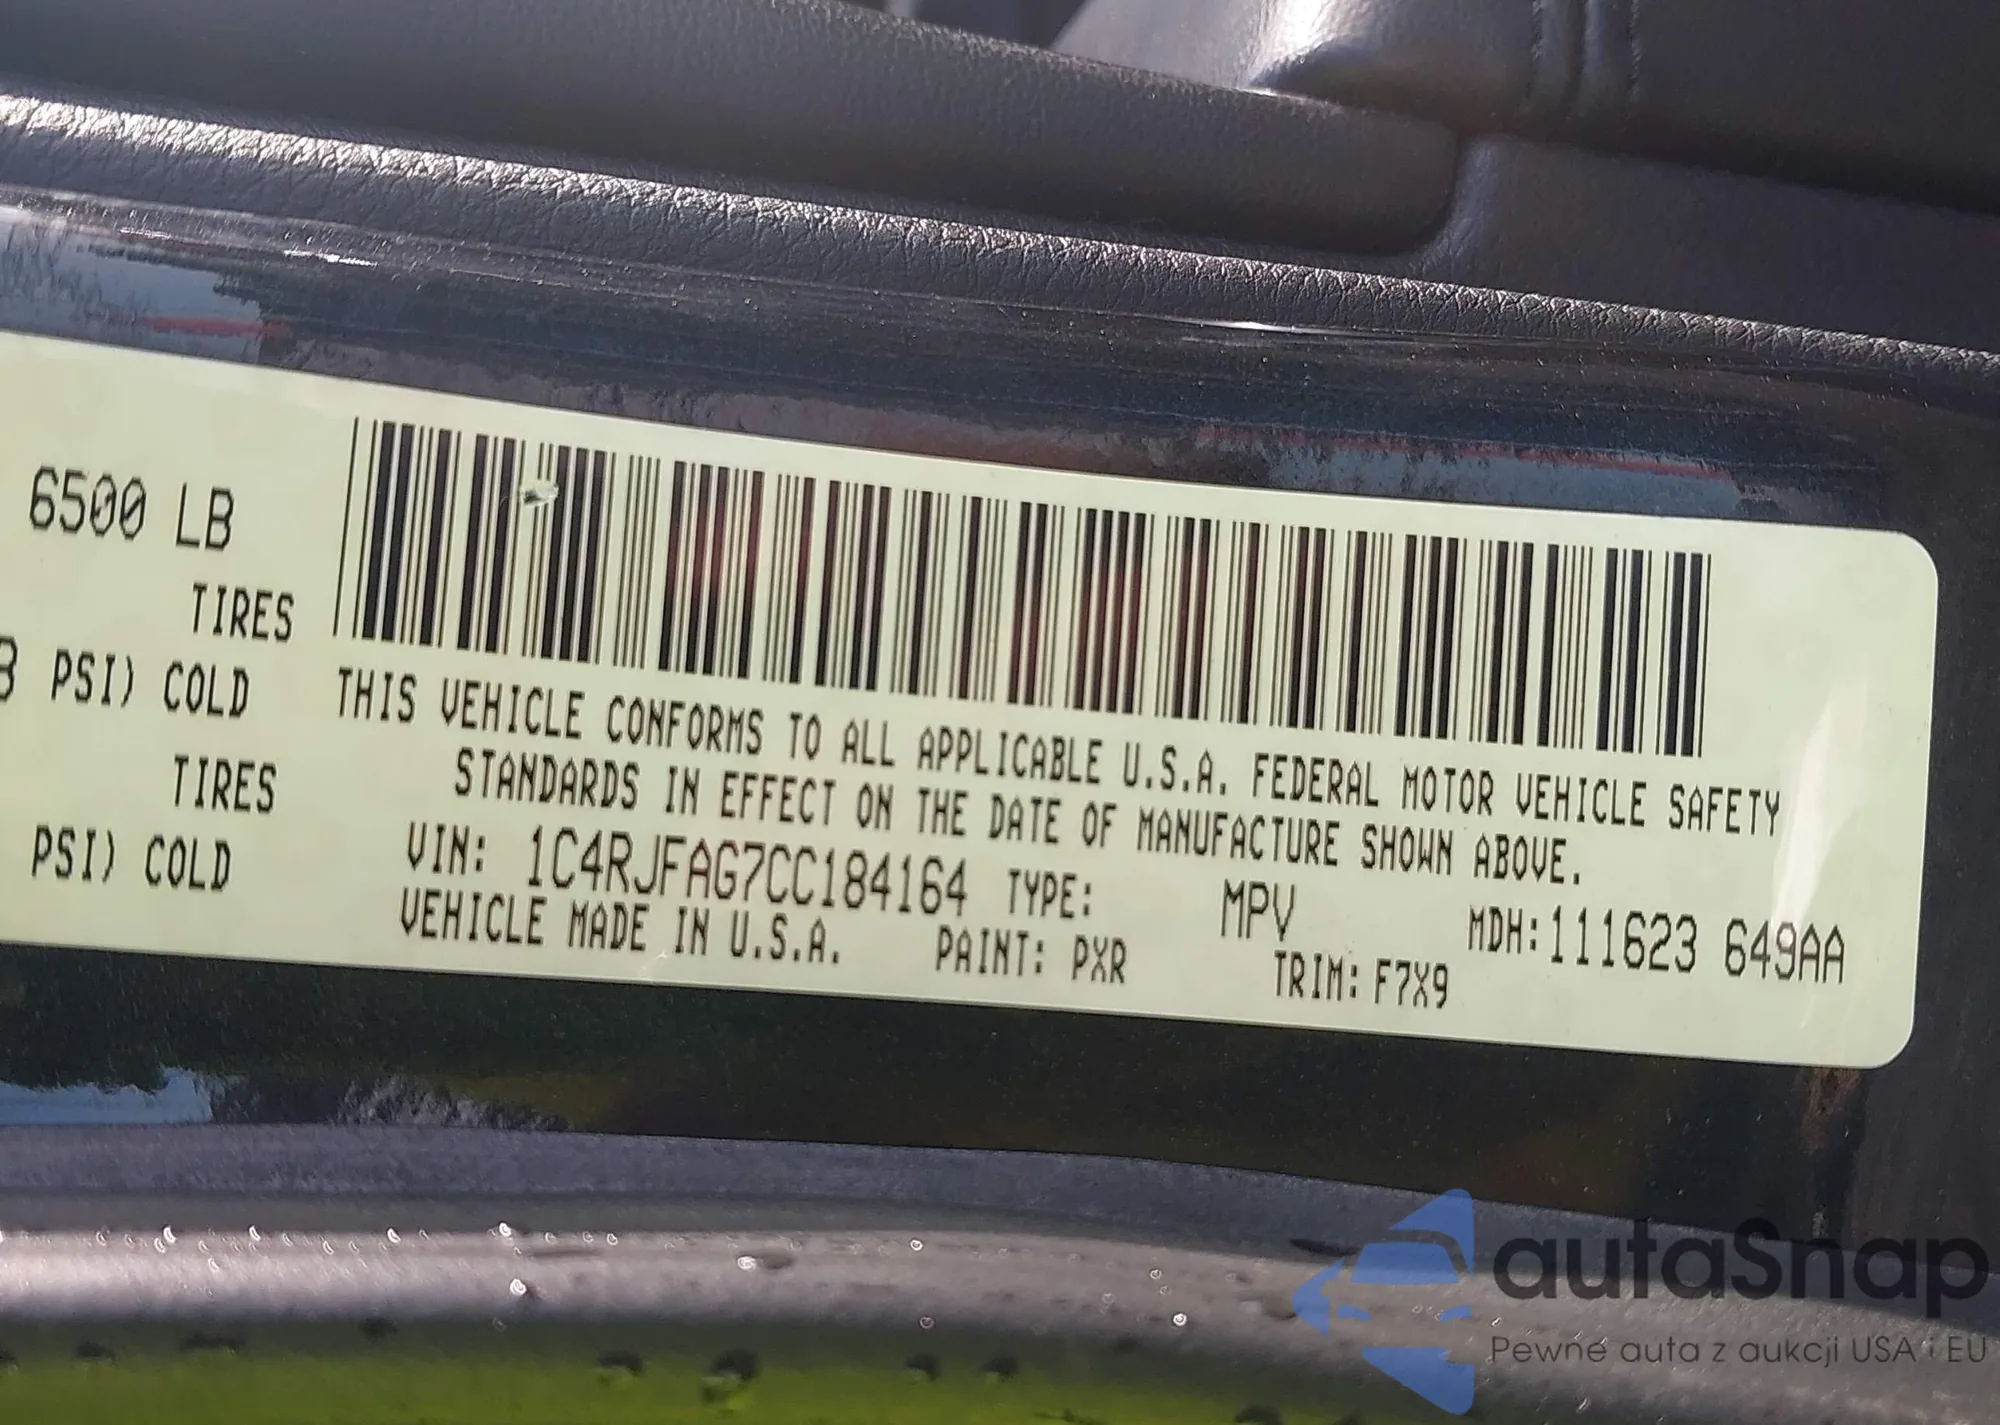 6500 LB
TIRES
PSI) COLD
TIRES
PSI) COLD
THIS VEHICLE CONFORMS TO ALL APPLICABLE U.S.A. FEDERAL MOTOR VEHICLE SAFETY
STANDARDS IN EFFECT ON THE DATE OF MANUFACTURE SHOWN ABOVE.
VIN: 1C4RJFAG7CC184164 TYPE: MPV MDH:111623 649AA
VEHICLE MADE IN U.S.A. PAINT: PXR TRIM: F7X9
autaSnap
Pewne auta z aukcji USA i EU